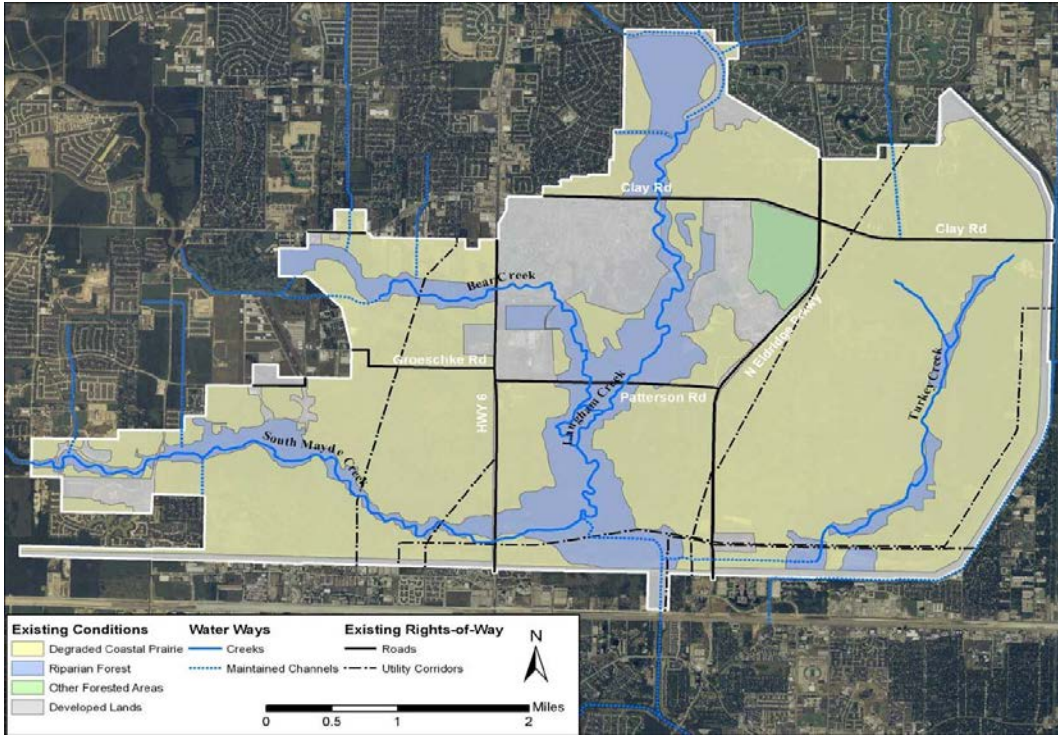 Clay Rd
Clay Rd
Bear Creek
N Eldridge Pkwy
Groeschke Rd
Turkey Creek
HWY 6
Patterson Rd
Langham Creek
South Mayde Creek
Existing Conditions
Degraded Coastal Prairie
Riparian Forest
Other Forested Areas
Developed Lands
Water Ways
Creeks
Maintained Channels
Existing Rights-of-Way
Roads
Utility Corridors
N
0 0.5 1 2 Miles